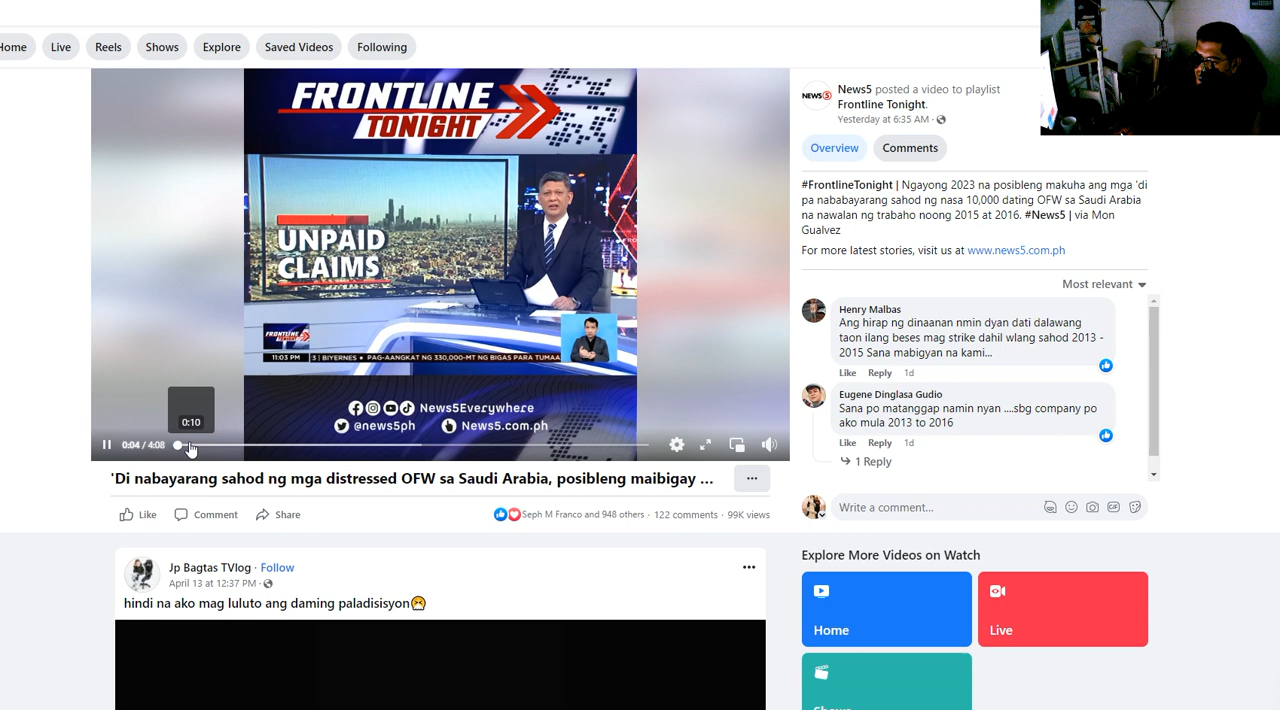 Home
Live
Reels
Shows
Explore
Saved Videos
Following
FRONTLINE
TONIGHT
UNPAID
CLAIMS
FRONTLINE
TONIGHT
11:03 PM
3 | BIYERNES ● PAG-AANGKAT NG 330,000-MT NG BIGAS PARA TUMAA
News5Everywhere
@news5ph
News5.com.ph
0:10
0:04 / 4:08
'Di nabayarang sahod ng mga distressed OFW sa Saudi Arabia, posibleng maibigay ...
Like
Comment
Share
Seph M Franco and 948 others · 122 comments · 99K views
Jp Bagtas TVlog · Follow
April 13 at 12:37 PM ·
hindi na ako mag luluto ang daming paladisisyon
NEWS5
News5 posted a video to playlist
Frontline Tonight.
Yesterday at 6:35 AM ·
Overview
Comments
#FrontlineTonight | Ngayong 2023 na posibleng makuha ang mga 'di
pa nababayarang sahod ng nasa 10,000 dating OFW sa Saudi Arabia
na nawalan ng trabaho noong 2015 at 2016. #News5 | via Mon
Gualvez
For more latest stories, visit us at www.news5.com.ph
Most relevant
Henry Malbas
Ang hirap ng dinaanan nmin dyan dati dalawang
taon ilang beses mag strike dahil wlang sahod 2013 -
2015 Sana mabigyan na kami...
Like Reply 1d
Eugene Dinglasa Gudio
Sana po matanggap namin nyan ....sbg company po
ako mula 2013 to 2016
Like Reply 1d
1 Reply
Write a comment...
GIF
Explore More Videos on Watch
Home
Live
Shows